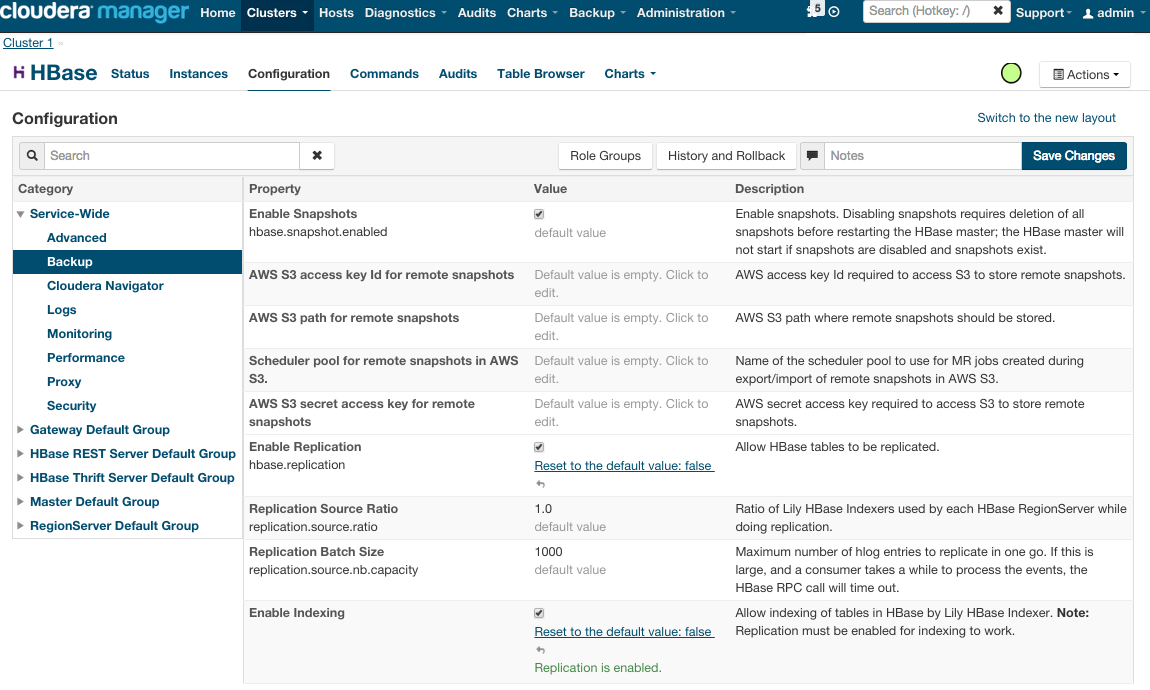 cloudera manager Home Clusters Hosts Diagnostics Audits Charts Backup Administration 5 Search (Hotkey: /) Support admin
Cluster 1 »
HBase Status Instances Configuration Commands Audits Table Browser Charts Actions
Configuration
Switch to the new layout
Search Role Groups History and Rollback Notes Save Changes
Category Property Value Description
Service-Wide
Advanced
Backup
Cloudera Navigator
Logs
Monitoring
Performance
Proxy
Security
Gateway Default Group
HBase REST Server Default Group
HBase Thrift Server Default Group
Master Default Group
RegionServer Default Group
Enable Snapshots
hbase.snapshot.enabled
default value
Enable snapshots. Disabling snapshots requires deletion of all
snapshots before restarting the HBase master; the HBase master will
not start if snapshots are disabled and snapshots exist.
AWS S3 access key Id for remote snapshots
Default value is empty. Click to
edit.
AWS access key Id required to access S3 to store remote snapshots.
AWS S3 path for remote snapshots
Default value is empty. Click to
edit.
AWS S3 path where remote snapshots should be stored.
Scheduler pool for remote snapshots in AWS
S3.
Default value is empty. Click to
edit.
Name of the scheduler pool to use for MR jobs created during
export/import of remote snapshots in AWS S3.
AWS S3 secret access key for remote
snapshots
Default value is empty. Click to
edit.
AWS secret access key required to access S3 to store remote
snapshots.
Enable Replication
hbase.replication
Reset to the default value: false
Allow HBase tables to be replicated.
Replication Source Ratio
replication.source.ratio
1.0
default value
Ratio of Lily HBase Indexers used by each HBase RegionServer while
doing replication.
Replication Batch Size
replication.source.nb.capacity
1000
default value
Maximum number of hlog entries to replicate in one go. If this is
large, and a consumer takes a while to process the events, the
HBase RPC call will time out.
Enable Indexing
Reset to the default value: false
Replication is enabled.
Allow indexing of tables in HBase by Lily HBase Indexer. Note:
Replication must be enabled for indexing to work.